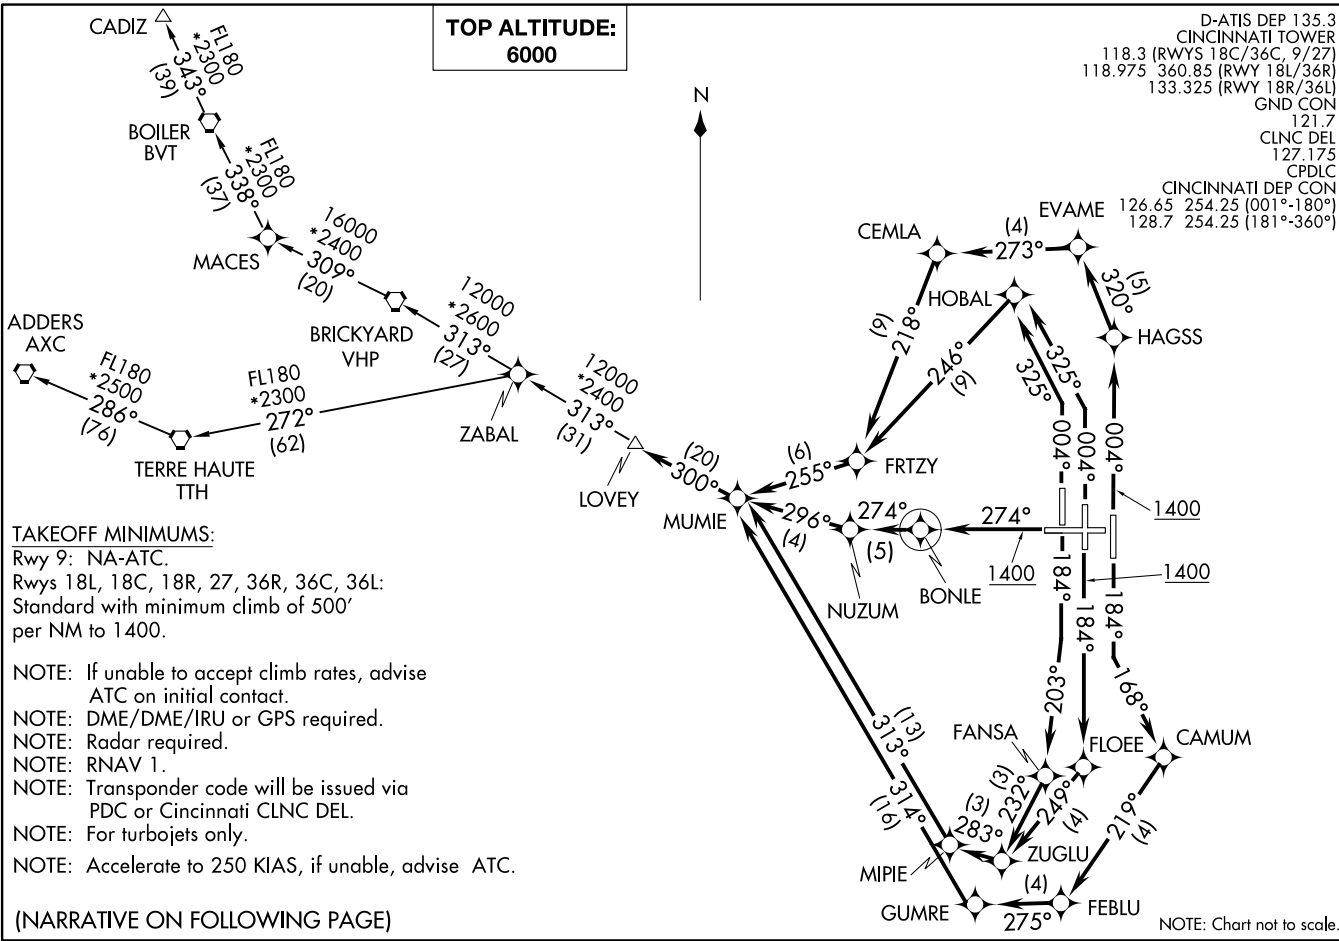 TOP ALTITUDE:
6000
D-ATIS DEP 135.3
CINCINNATI TOWER
118.3 (RWYS 18C/36C, 9/27)
118.975 360.85 (RWY 18L/36R)
133.325 (RWY 18R/36L)
GND CON
121.7
CLNC DEL
127.175
CPDLC
CINCINNATI DEP CON
126.65 254.25 (001°-180°)
128.7 254.25 (181°-360°)
N
CADIZ
FL180
*2300
343°
(39)
BOILER
BVT
FL180
*2300
338°
(37)
MACES
16000
*2400
309°
(20)
BRICKYARD
VHP
12000
*2600
313°
(27)
ADDERS
AXC
FL180
*2500
286°
(76)
TERRE HAUTE
TTH
FL180
*2300
272°
(62)
ZABAL
12000
*2400
313°
(31)
LOVEY
(20)
300°
MUMIE
(6)
255°
FRTZY
CEMLA
(4)
273°
EVAME
(5)
320°
HAGSS
HOBAL
(9)
218°
246°
(9)
325°
325°
004°
004°
004°
1400
296°
(4)
274°
(5)
NUZUM
BONLE
274°
1400
1400
184°
184°
184°
203°
168°
FANSA
FLOEE
CAMUM
(3)
232°
249°
(4)
219°
(4)
(3)
283°
ZUGLU
MIPIE
(13)
313°
314°
(16)
GUMRE
(4)
275°
FEBLU
TAKEOFF MINIMUMS:
Rwy 9: NA-ATC.
Rwys 18L, 18C, 18R, 27, 36R, 36C, 36L:
Standard with minimum climb of 500'
per NM to 1400.
NOTE: If unable to accept climb rates, advise
ATC on initial contact.
NOTE: DME/DME/IRU or GPS required.
NOTE: Radar required.
NOTE: RNAV 1.
NOTE: Transponder code will be issued via
PDC or Cincinnati CLNC DEL.
NOTE: For turbojets only.
NOTE: Accelerate to 250 KIAS, if unable, advise ATC.
(NARRATIVE ON FOLLOWING PAGE)
NOTE: Chart not to scale.